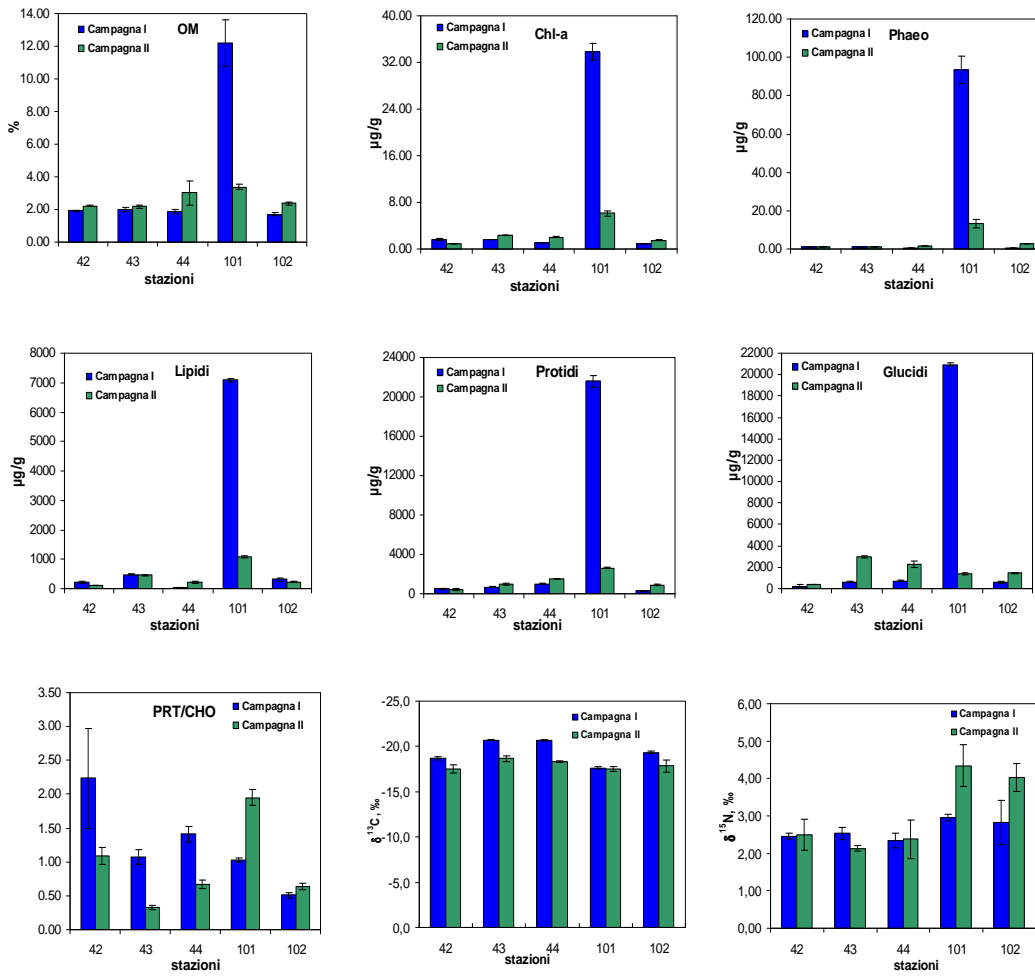 OM
Campagna I
Campagna II
14.00
12.00
10.00
8.00
6.00
4.00
2.00
0.00
%
42 43 44 101 102
stazioni
Chl-a
Campagna I
Campagna II
40.00
32.00
24.00
16.00
8.00
0.00
µg/g
42 43 44 101 102
stazioni
Phaeo
Campagna I
Campagna II
120.00
100.00
80.00
60.00
40.00
20.00
0.00
µg/g
42 43 44 101 102
stazioni
Lipidi
Campagna I
Campagna II
8000
7000
6000
5000
4000
3000
2000
1000
0
µg/g
42 43 44 101 102
stazioni
Protidi
Campagna I
Campagna II
24000
20000
16000
12000
8000
4000
0
µg/g
42 43 44 101 102
stazioni
Glucidi
Campagna I
Campagna II
22000
20000
18000
16000
14000
12000
10000
8000
6000
4000
2000
0
µg/g
42 43 44 101 102
stazioni
PRT/CHO
Campagna I
Campagna II
3.50
3.00
2.50
2.00
1.50
1.00
0.50
0.00
42 43 44 101 102
stazioni
Campagna I
Campagna II
-25,0
-20,0
-15,0
-10,0
-5,0
0,0
δ ¹³C, ‰
42 43 44 101 102
stazioni
Campagna I
Campagna II
6,00
5,00
4,00
3,00
2,00
1,00
0,00
δ ¹⁵N, ‰
42 43 44 101 102
stazioni